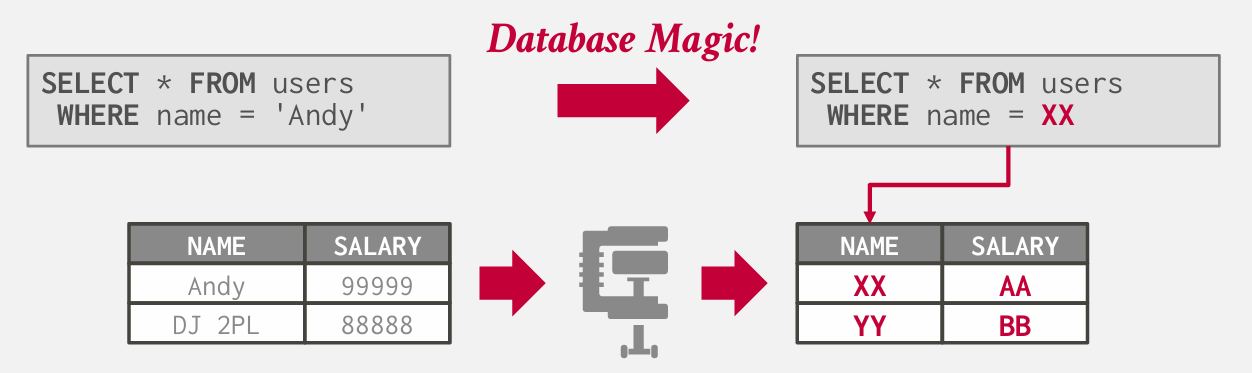 Database Magic!
SELECT * FROM users
WHERE name = 'Andy'
SELECT * FROM users
WHERE name = XX
NAME SALARY
Andy 99999
DJ 2PL 88888
NAME SALARY
XX AA
YY BB